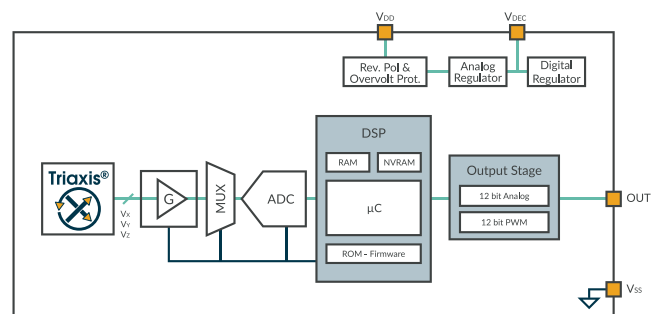 VDD
VDEC
Rev. Pol &
Overvolt Prot.
Analog
Regulator
Digital
Regulator
DSP
RAM
NVRAM
Output Stage
Triaxis®
G
MUX
ADC
µC
12 bit Analog
12 bit PWM
OUT
VX
VY
VZ
ROM - Firmware
VSS